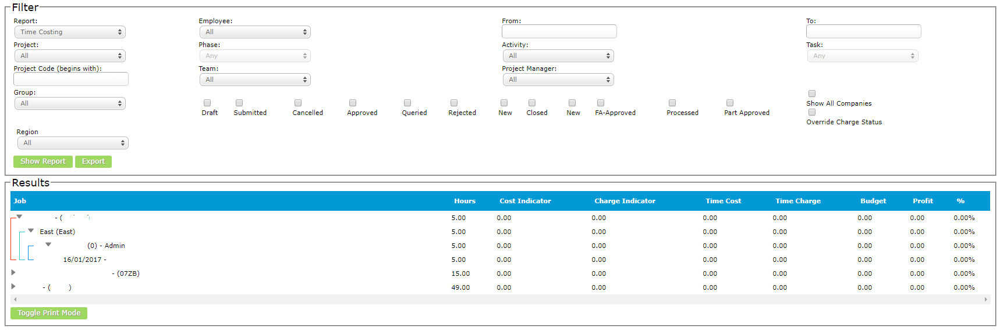 Filter
Report: Employee: From: To:
Time Costing All
Project: Phase: Activity: Task:
All Any All Any
Project Code (begins with): Team: Project Manager:
All All
Group:
All
Draft Submitted Cancelled Approved Queried Rejected New Closed New FA-Approved Processed Part Approved
Show All Companies
Override Charge Status
Region
All
Show Report Export
Results
Job Hours Cost Indicator Charge Indicator Time Cost Time Charge Budget Profit %
- ( ) 5.00 0.00 0.00 0.00 0.00 0.00 0.00 0.00%
East (East) 5.00 0.00 0.00 0.00 0.00 0.00 0.00 0.00%
(0) - Admin 5.00 0.00 0.00 0.00 0.00 0.00 0.00 0.00%
16/01/2017 - 5.00 0.00 0.00 0.00 0.00 0.00 0.00 0.00%
- (07ZB) 15.00 0.00 0.00 0.00 0.00 0.00 0.00 0.00%
- ( ) 49.00 0.00 0.00 0.00 0.00 0.00 0.00 0.00%
Toggle Print Mode